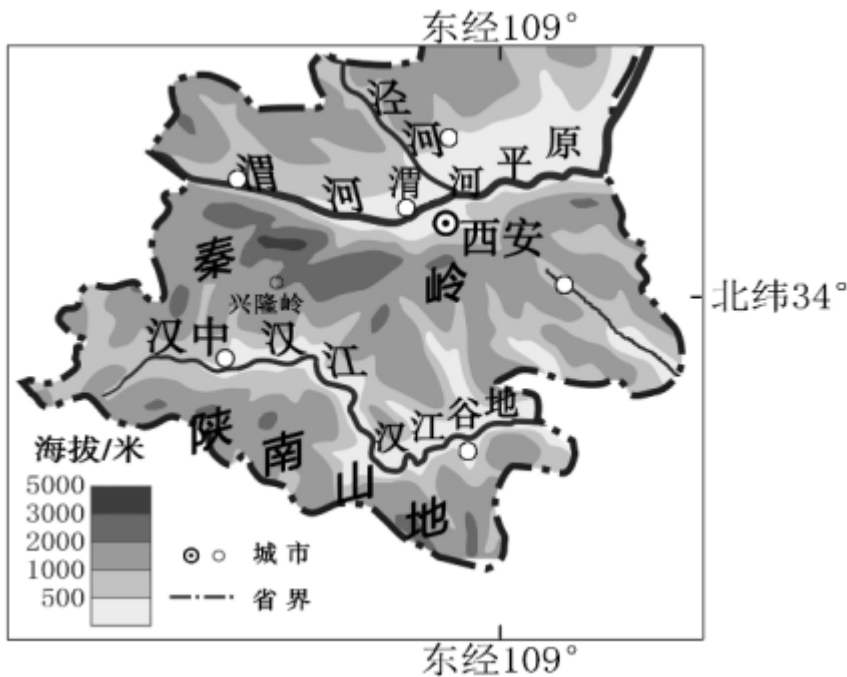 东经109°
泾河
渭河
渭河平原
西安
秦岭
兴隆岭
北纬34°
汉中
汉江
汉江谷地
陕南山地
海拔/米
5000
3000
2000
1000
500
城市
省界
东经109°